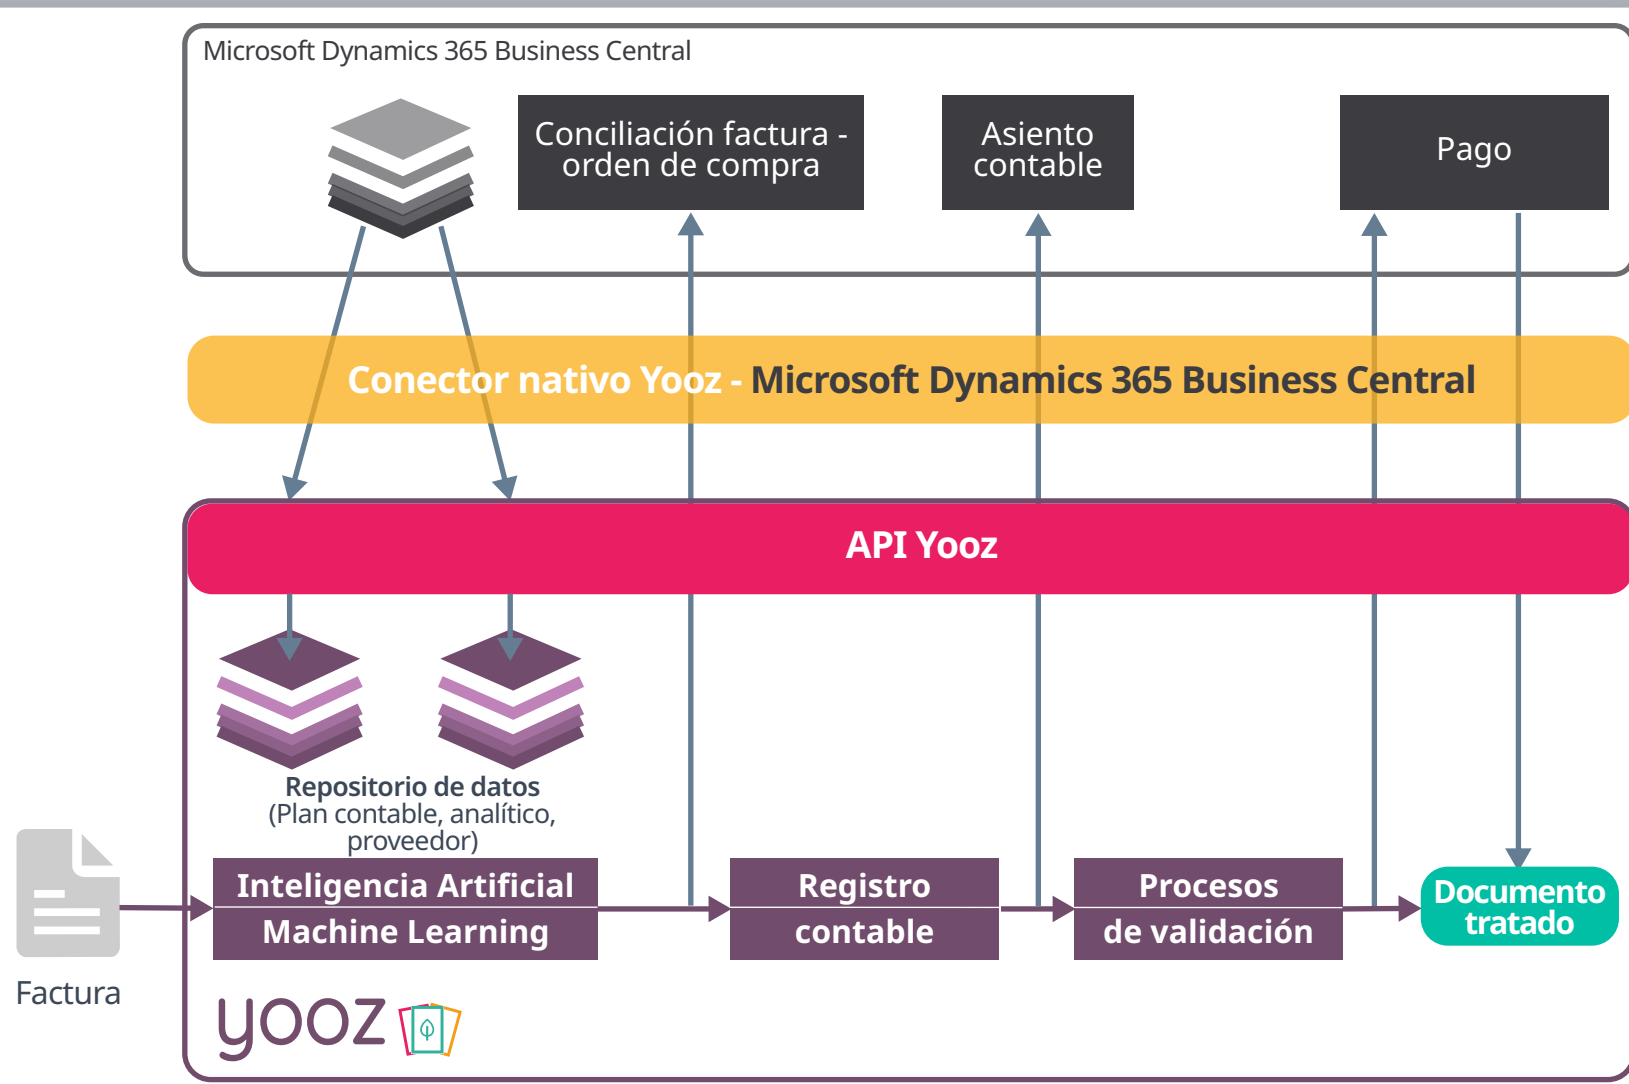 Microsoft Dynamics 365 Business Central
Conciliación factura -
orden de compra
Asiento
contable
Pago
Conector nativo Yooz - Microsoft Dynamics 365 Business Central
API Yooz
Repositorio de datos
(Plan contable, analítico,
proveedor)
Inteligencia Artificial
Machine Learning
Registro
contable
Procesos
de validación
Documento
tratado
Factura
yooz